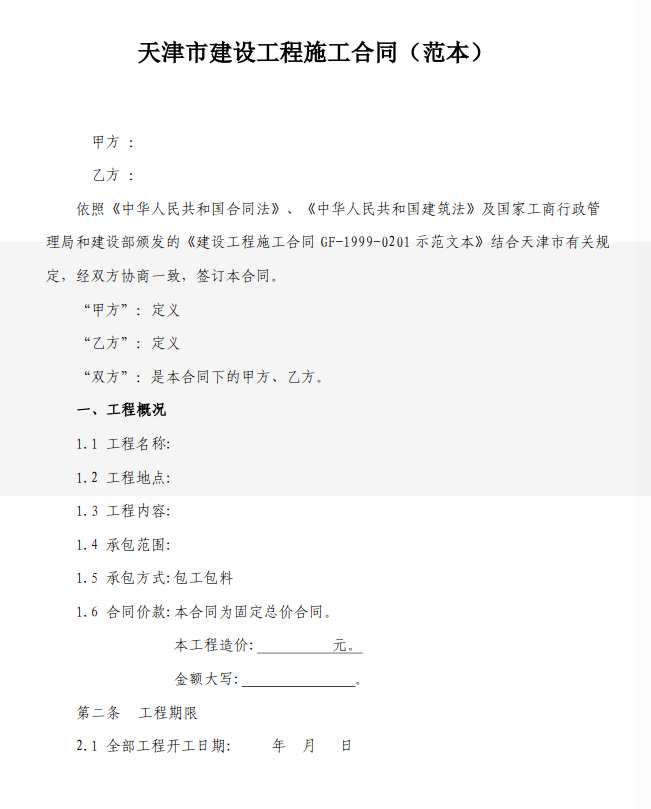 天津市建设工程施工合同（范本）
甲方 ：
乙方 ：
依照《中华人民共和国合同法》、《中华人民共和国建筑法》及国家工商行政管
理局和建设部颁发的《建设工程施工合同 GF-1999-0201 示范文本》结合天津市有关规
定，经双方协商一致，签订本合同。
“甲方”：定义
“乙方”：定义
“双方”：是本合同下的甲方、乙方。
一、工程概况
1.1 工程名称：
1.2 工程地点：
1.3 工程内容：
1.4 承包范围：
1.5 承包方式：包工包料
1.6 合同价款：本合同为固定总价合同。
本工程造价：__________元。
金额大写：_______________。
第二条 工程期限
2.1 全部工程开工日期： 年 月 日